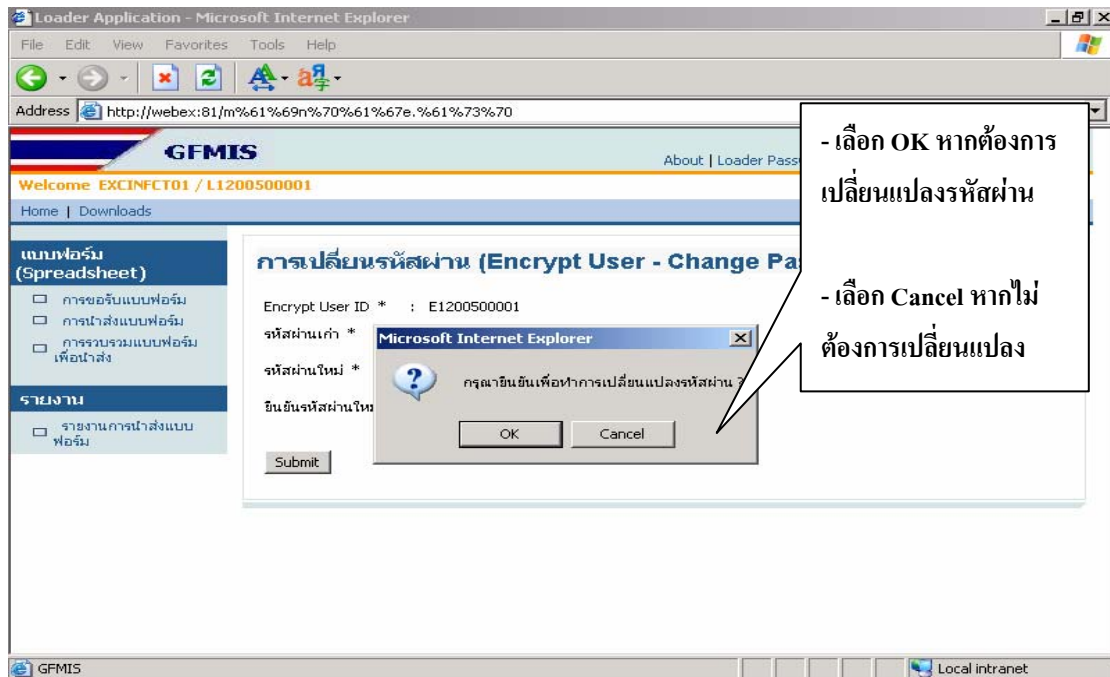 Loader Application - Microsoft Internet Explorer
File Edit View Favorites Tools Help
Address http://webex:81/m%61%69n%70%61%67e.%61%73%70
GFMIS
About | Loader
Welcome EXCINFCT01 / L1200500001
Home | Downloads
- เลือก OK หากต้องการ
เปลี่ยนแปลงรหัสผ่าน
- เลือก Cancel หากไม่
ต้องการเปลี่ยนแปลง
แบบฟอร์ม
(Spreadsheet)
การขอรับแบบฟอร์ม
การนำส่งแบบฟอร์ม
การรวบรวมแบบฟอร์ม
เพื่อนำส่ง
รายงาน
รายงานการนำส่งแบบ
ฟอร์ม
การเปลี่ยนรหัสผ่าน (Encrypt User - Change
Encrypt User ID * : E1200500001
รหัสผ่านเก่า *
รหัสผ่านใหม่ *
ยืนยันรหัสผ่านใหม่
Submit
Microsoft Internet Explorer
กรุณายืนยันเพื่อทำการเปลี่ยนแปลงรหัสผ่าน ?
OK Cancel
GFMIS
Local intranet